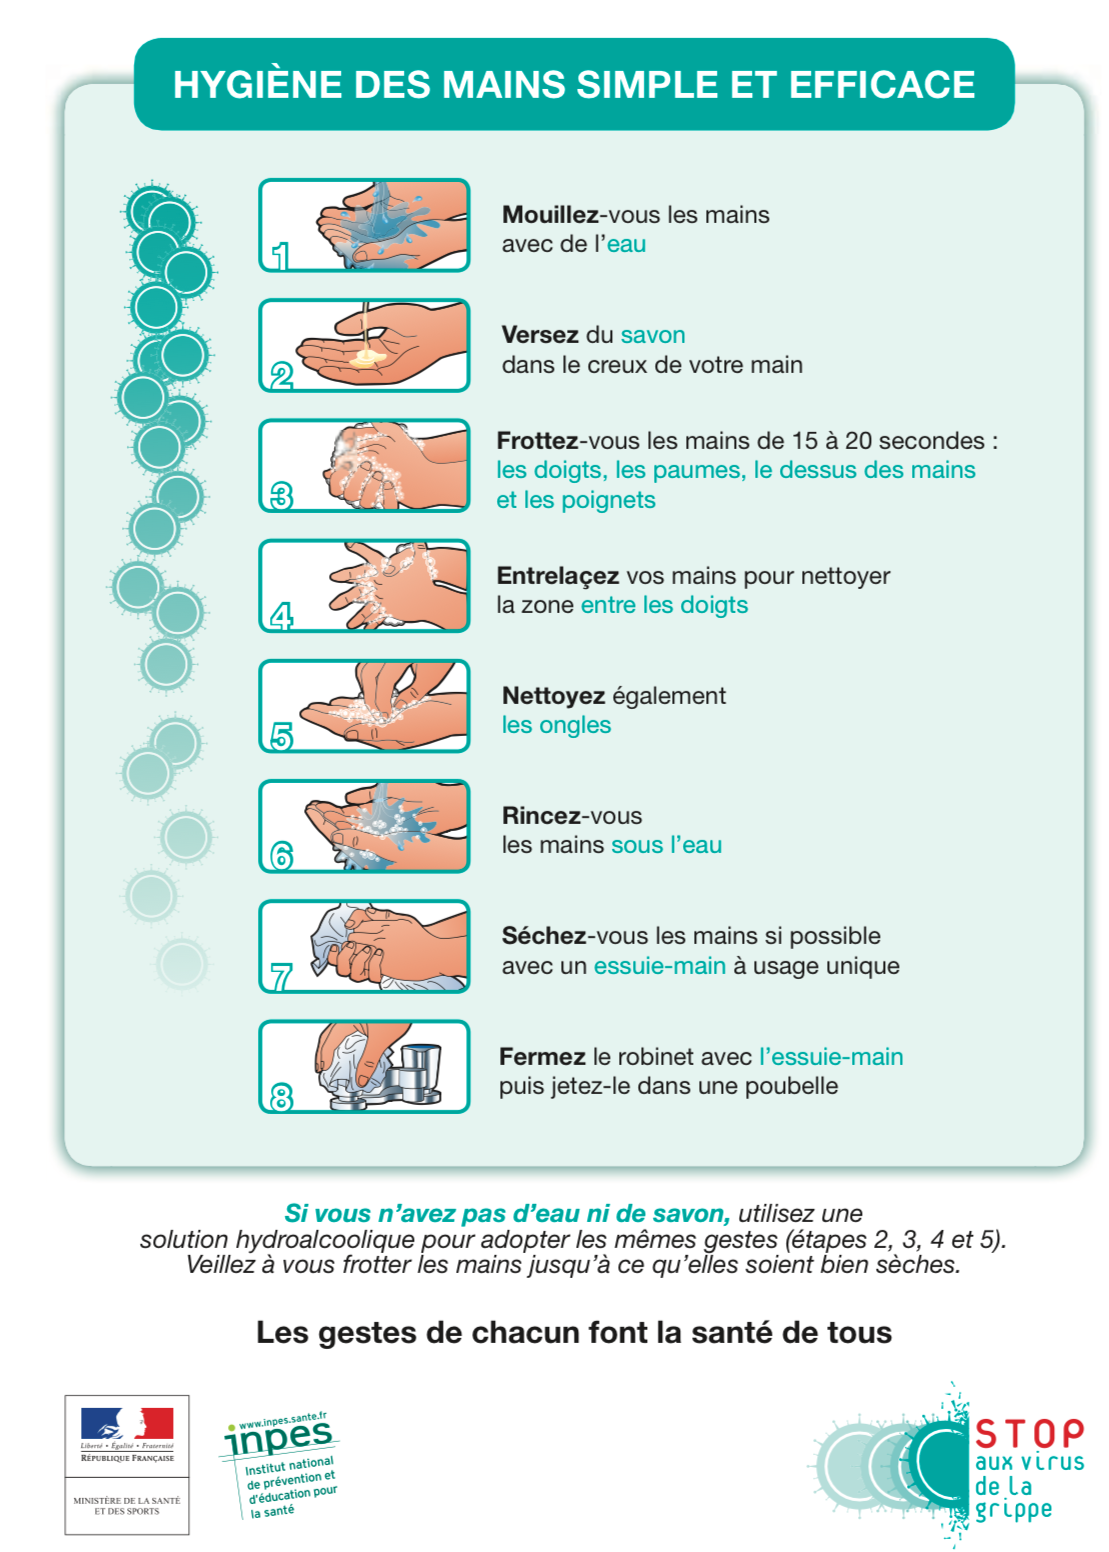 HYGIÈNE DES MAINS SIMPLE ET EFFICACE
1
Mouillez-vous les mains
avec de l'eau
2
Versez du savon
dans le creux de votre main
3
Frottez-vous les mains de 15 à 20 secondes :
les doigts, les paumes, le dessus des mains
et les poignets
4
Entrelaçez vos mains pour nettoyer
la zone entre les doigts
5
Nettoyez également
les ongles
6
Rincez-vous
les mains sous l'eau
7
Séchez-vous les mains si possible
avec un essuie-main à usage unique
8
Fermez le robinet avec l'essuie-main
puis jetez-le dans une poubelle
Si vous n'avez pas d'eau ni de savon, utilisez une
solution hydroalcoolique pour adopter les mêmes gestes (étapes 2, 3, 4 et 5).
Veillez à vous frotter les mains jusqu'à ce qu'elles soient bien sèches.
Les gestes de chacun font la santé de tous
Liberté • Égalité • Fraternité
RÉPUBLIQUE FRANÇAISE
MINISTÈRE DE LA SANTÉ
ET DES SPORTS
www.inpes.sante.fr
inpes
Institut national
de prévention et
d'éducation pour
la santé
STOP
aux virus
de la
grippe